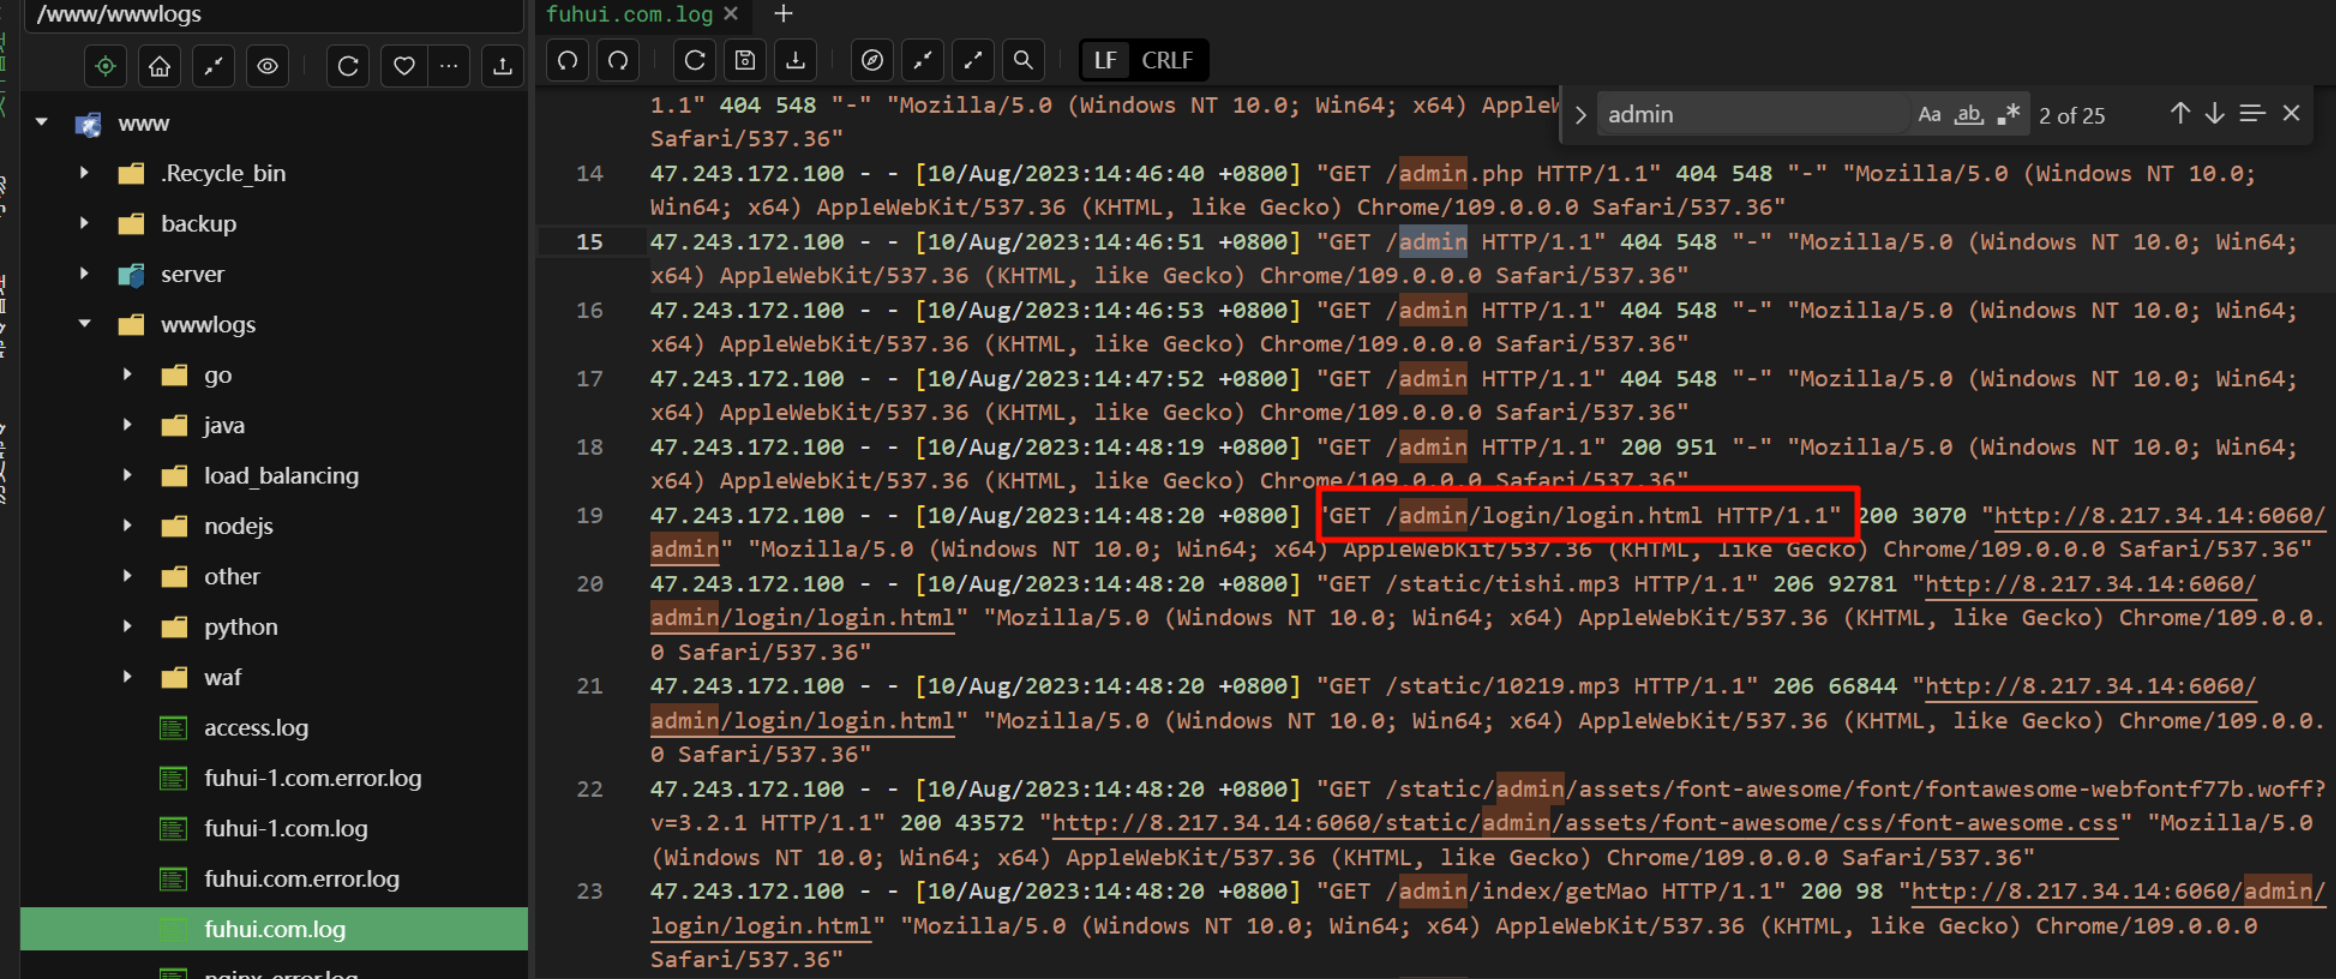 /www/wwwlogs
www
.Recycle_bin
backup
server
wwwlogs
go
java
load_balancing
nodejs
other
python
waf
access.log
fuhui-1.com.error.log
fuhui-1.com.log
fuhui.com.error.log
fuhui.com.log
nginx_error.log
fuhui.com.log
LF CRLF
admin Aa ab 2 of 25
1.1" 404 548 "-" "Mozilla/5.0 (Windows NT 10.0; Win64; x64) AppleW
Safari/537.36"
14 47.243.172.100 - - [10/Aug/2023:14:46:40 +0800] "GET /admin.php HTTP/1.1" 404 548 "-" "Mozilla/5.0 (Windows NT 10.0;
Win64; x64) AppleWebKit/537.36 (KHTML, like Gecko) Chrome/109.0.0.0 Safari/537.36"
15 47.243.172.100 - - [10/Aug/2023:14:46:51 +0800] "GET /admin HTTP/1.1" 404 548 "-" "Mozilla/5.0 (Windows NT 10.0; Win64;
x64) AppleWebKit/537.36 (KHTML, like Gecko) Chrome/109.0.0.0 Safari/537.36"
16 47.243.172.100 - - [10/Aug/2023:14:46:53 +0800] "GET /admin HTTP/1.1" 404 548 "-" "Mozilla/5.0 (Windows NT 10.0; Win64;
x64) AppleWebKit/537.36 (KHTML, like Gecko) Chrome/109.0.0.0 Safari/537.36"
17 47.243.172.100 - - [10/Aug/2023:14:47:52 +0800] "GET /admin HTTP/1.1" 404 548 "-" "Mozilla/5.0 (Windows NT 10.0; Win64;
x64) AppleWebKit/537.36 (KHTML, like Gecko) Chrome/109.0.0.0 Safari/537.36"
18 47.243.172.100 - - [10/Aug/2023:14:48:19 +0800] "GET /admin HTTP/1.1" 200 951 "-" "Mozilla/5.0 (Windows NT 10.0; Win64;
x64) AppleWebKit/537.36 (KHTML, like Gecko) Chrome/109.0.0.0 Safari/537.36"
19 47.243.172.100 - - [10/Aug/2023:14:48:20 +0800] "GET /admin/login/login.html HTTP/1.1" 200 3070 "http://8.217.34.14:6060/
admin" "Mozilla/5.0 (Windows NT 10.0; Win64; x64) AppleWebKit/537.36 (KHTML, like Gecko) Chrome/109.0.0.0 Safari/537.36"
20 47.243.172.100 - - [10/Aug/2023:14:48:20 +0800] "GET /static/tishi.mp3 HTTP/1.1" 206 92781 "http://8.217.34.14:6060/
admin/login/login.html" "Mozilla/5.0 (Windows NT 10.0; Win64; x64) AppleWebKit/537.36 (KHTML, like Gecko) Chrome/109.0.0.
0 Safari/537.36"
21 47.243.172.100 - - [10/Aug/2023:14:48:20 +0800] "GET /static/10219.mp3 HTTP/1.1" 206 66844 "http://8.217.34.14:6060/
admin/login/login.html" "Mozilla/5.0 (Windows NT 10.0; Win64; x64) AppleWebKit/537.36 (KHTML, like Gecko) Chrome/109.0.0.
0 Safari/537.36"
22 47.243.172.100 - - [10/Aug/2023:14:48:20 +0800] "GET /static/admin/assets/font-awesome/font/fontawesome-webfontf77b.woff?
v=3.2.1 HTTP/1.1" 200 43572 "http://8.217.34.14:6060/static/admin/assets/font-awesome/css/font-awesome.css" "Mozilla/5.0
(Windows NT 10.0; Win64; x64) AppleWebKit/537.36 (KHTML, like Gecko) Chrome/109.0.0.0 Safari/537.36"
23 47.243.172.100 - - [10/Aug/2023:14:48:20 +0800] "GET /admin/index/getMao HTTP/1.1" 200 98 "http://8.217.34.14:6060/admin/
login/login.html" "Mozilla/5.0 (Windows NT 10.0; Win64; x64) AppleWebKit/537.36 (KHTML, like Gecko) Chrome/109.0.0.0
Safari/537.36"